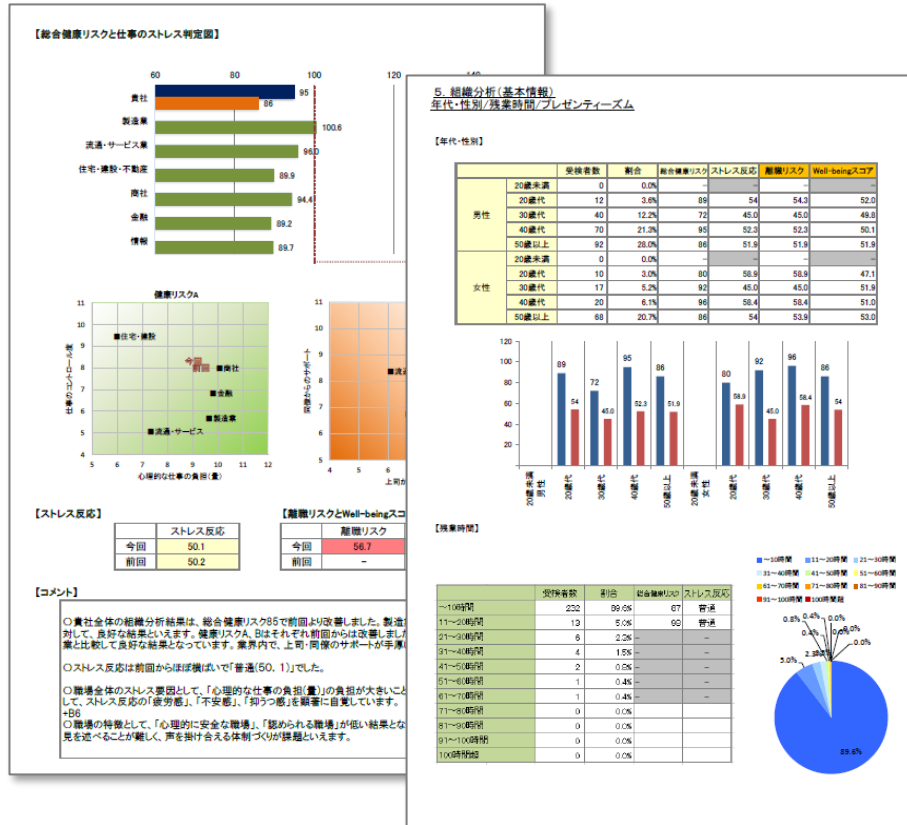 【総合健康リスクと仕事のストレス判定図】
60 80 100 120
貴社 95
86
製造業 100.6
流通・サービス業 96.0
住宅・建設・不動産 89.9
商社 94.4
金融 89.2
情報 89.7
健康リスクA
仕事のコントロール度
11
10
9
8
7
6
5
4
■住宅・建設
今回
前回
■商社
■金融
■製造業
■流通・サービス
5 6 7 8 9 10 11 12
心理的な仕事の負担(量)
同僚からのサポート
11
10
9
8
7
6
5
4
■流
5
上司か
【ストレス反応】
ストレス反応
今回 50.1
前回 50.2
【離職リスクとWell-beingスコ
離職リスク
今回 56.7
前回 -
【コメント】
○貴社全体の組織分析結果は、総合健康リスク85で前回より改善しました。製造
対して、良好な結果といえます。健康リスクA、Bはそれぞれ前回からは改善しまし
業と比較して良好な結果となっています。業界内で、上司・同僚のサポートが手厚
○ストレス反応は前回からほぼ横ばいで「普通(50．1)」でした。
○職場全体のストレス要因として、「心理的な仕事の負担(量)」の負担が大きいこと
して、ストレス反応の「疲労感」、「不安感」、「抑うつ感」を顕著に自覚しています。
+B6
○職場の特徴として、「心理的に安全な職場」、「認められる職場」が低い結果とな
見を述べることが難しく、声を掛け合える体制づくりが課題といえます。
5. 組織分析(基本情報)
年代・性別/残業時間/プレゼンティーズム
【年代・性別】
受検者数 割合 総合健康リスク ストレス反応 離職リスク Well-beingスコア
男性
20歳未満 0 0.0% - - - -
20歳代 12 3.6% 89 54 54.3 52.0
30歳代 40 12.2% 72 45.0 45.0 49.8
40歳代 70 21.3% 95 52.3 52.3 50.1
50歳以上 92 28.0% 86 51.9 51.9 51.9
女性
20歳未満 0 0.0% - - - -
20歳代 10 3.0% 80 58.9 58.9 47.1
30歳代 17 5.2% 92 45.0 45.0 51.9
40歳代 20 6.1% 96 58.4 58.4 51.0
50歳以上 68 20.7% 86 54 53.9 53.0
120
100
80
60
40
20
89 54 72 45.0 95 52.3 86 51.9 80 58.9 92 45.0 96 58.4 86 54
20歳未満 男性 20歳代 30歳代 40歳代 50歳以上 20歳未満 女性 20歳代 30歳代 40歳代 50歳以上
【残業時間】
受検者数 割合 総合健康リスク ストレス反応
～10時間 232 89.6% 87 普通
11～20時間 13 5.0% 普通
21～30時間 6 2.3% - -
31～40時間 4 1.5% - -
41～50時間 2 0.8% - -
51～60時間 1 0.4% - -
61～70時間 1 0.4% - -
71～80時間 0 0.0%
81～90時間 0 0.0%
91～100時間 0 0.0%
100時間超 0 0.0%
■～10時間 ■11～20時間 ■21～30時間
■31～40時間 ■41～50時間 ■51～60時間
■61～70時間 ■71～80時間 ■81～90時間
■91～100時間 ■100時間超
0.4% 0.0%
0.8% 0.4% 0.0%
0.0%
5.0%
89.6%